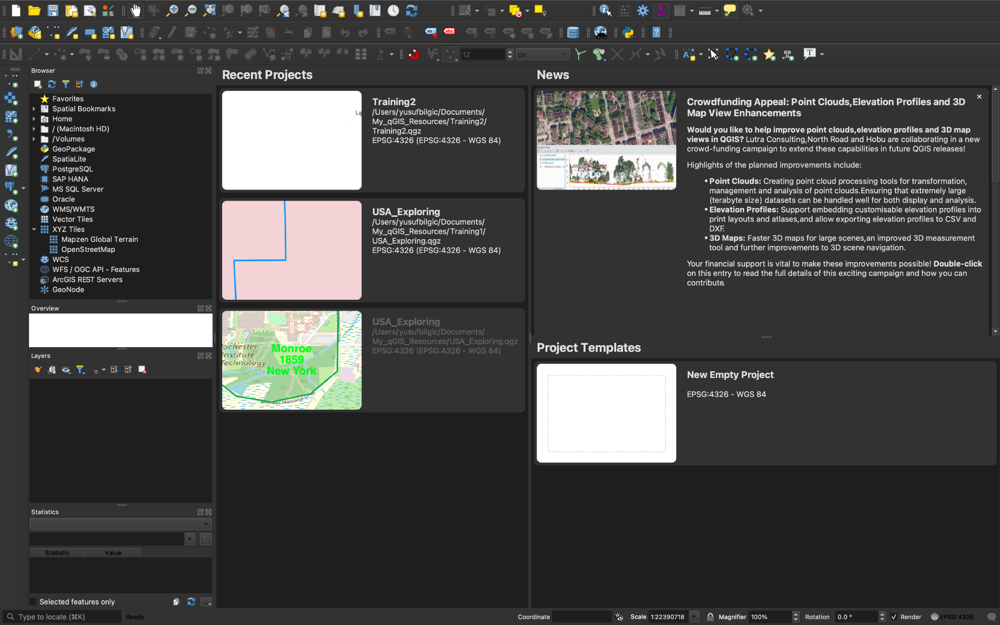 12
px
Browser
Favorites
Spatial Bookmarks
Home
/ (Macintosh HD)
/Volumes
GeoPackage
SpatiaLite
PostgreSQL
SAP HANA
MS SQL Server
Oracle
WMS/WMTS
Vector Tiles
XYZ Tiles
Mapzen Global Terrain
OpenStreetMap
WCS
WFS / OGC API - Features
ArcGIS REST Servers
GeoNode
Overview
Layers
Statistics
Statistic Value
Selected features only
Recent Projects
Training2
/Users/yusufbilgic/Documents/
My_qGIS_Resources/Training2/
Training2.qgz
EPSG:4326 (EPSG:4326 - WGS 84)
USA_Exploring
/Users/yusufbilgic/Documents/
My_qGIS_Resources/Training1/
USA_Exploring.qgz
EPSG:4326 (EPSG:4326 - WGS 84)
ochester
Institute
Technology
Monroe
1859
New York
USA_Exploring
/Users/yusufbilgic/Documents/
My_qGIS_Resources/USA_Exploring.qgz
EPSG:4326 (EPSG:4326 - WGS 84)
News
Crowdfunding Appeal: Point Clouds,Elevation Profiles and 3D
Map View Enhancements
Would you like to help improve point clouds,elevation profiles and 3D map
views in QGIS? Lutra Consulting,North Road and Hobu are collaborating in a new
crowd-funding campaign to extend these capabilities in future QGIS releases!
Highlights of the planned improvements include:
• Point Clouds: Creating point cloud processing tools for transformation,
management and analysis of point clouds.Ensuring that extremely large
(terabyte size) datasets can be handled well for both display and analysis.
• Elevation Profiles: Support embedding customisable elevation profiles into
print layouts and atlases,and allow exporting elevation profiles to CSV and
DXF.
• 3D Maps: Faster 3D maps for large scenes,an improved 3D measurement
tool and further improvements to 3D scene navigation.
Your financial support is vital to make these improvements possible! Double-click
on this entry to read the full details of this exciting campaign and how you can
contribute.
Project Templates
New Empty Project
EPSG:4326 - WGS 84
Type to locate (⌘K) Ready Coordinate Scale 1:22390718 Magnifier 100% Rotation 0.0 ° Render EPSG:4326